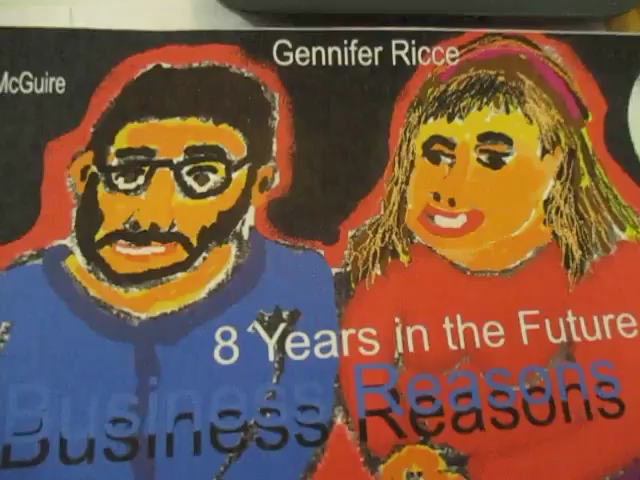 Gennifer Ricce
McGuire
8 Years in the Future
Business Reasons
Business Reasons